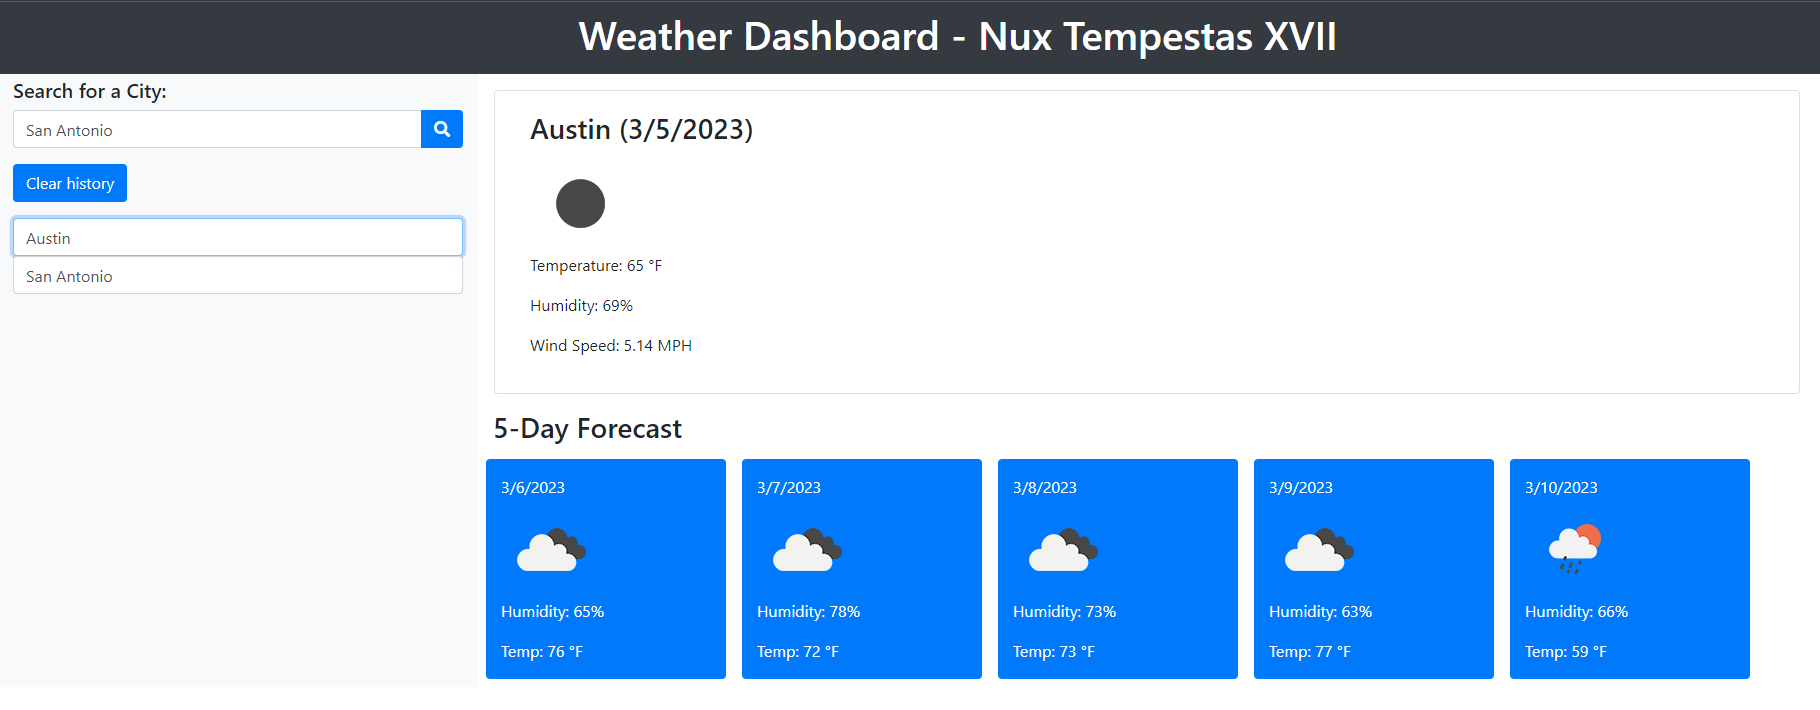 Weather Dashboard - Nux Tempestas XVII
Search for a City:
San Antonio
Clear history
Austin
San Antonio
Austin (3/5/2023)
Temperature: 65 °F
Humidity: 69%
Wind Speed: 5.14 MPH
5-Day Forecast
3/6/2023
Humidity: 65%
Temp: 76 °F
3/7/2023
Humidity: 78%
Temp: 72 °F
3/8/2023
Humidity: 73%
Temp: 73 °F
3/9/2023
Humidity: 63%
Temp: 77 °F
3/10/2023
Humidity: 66%
Temp: 59 °F